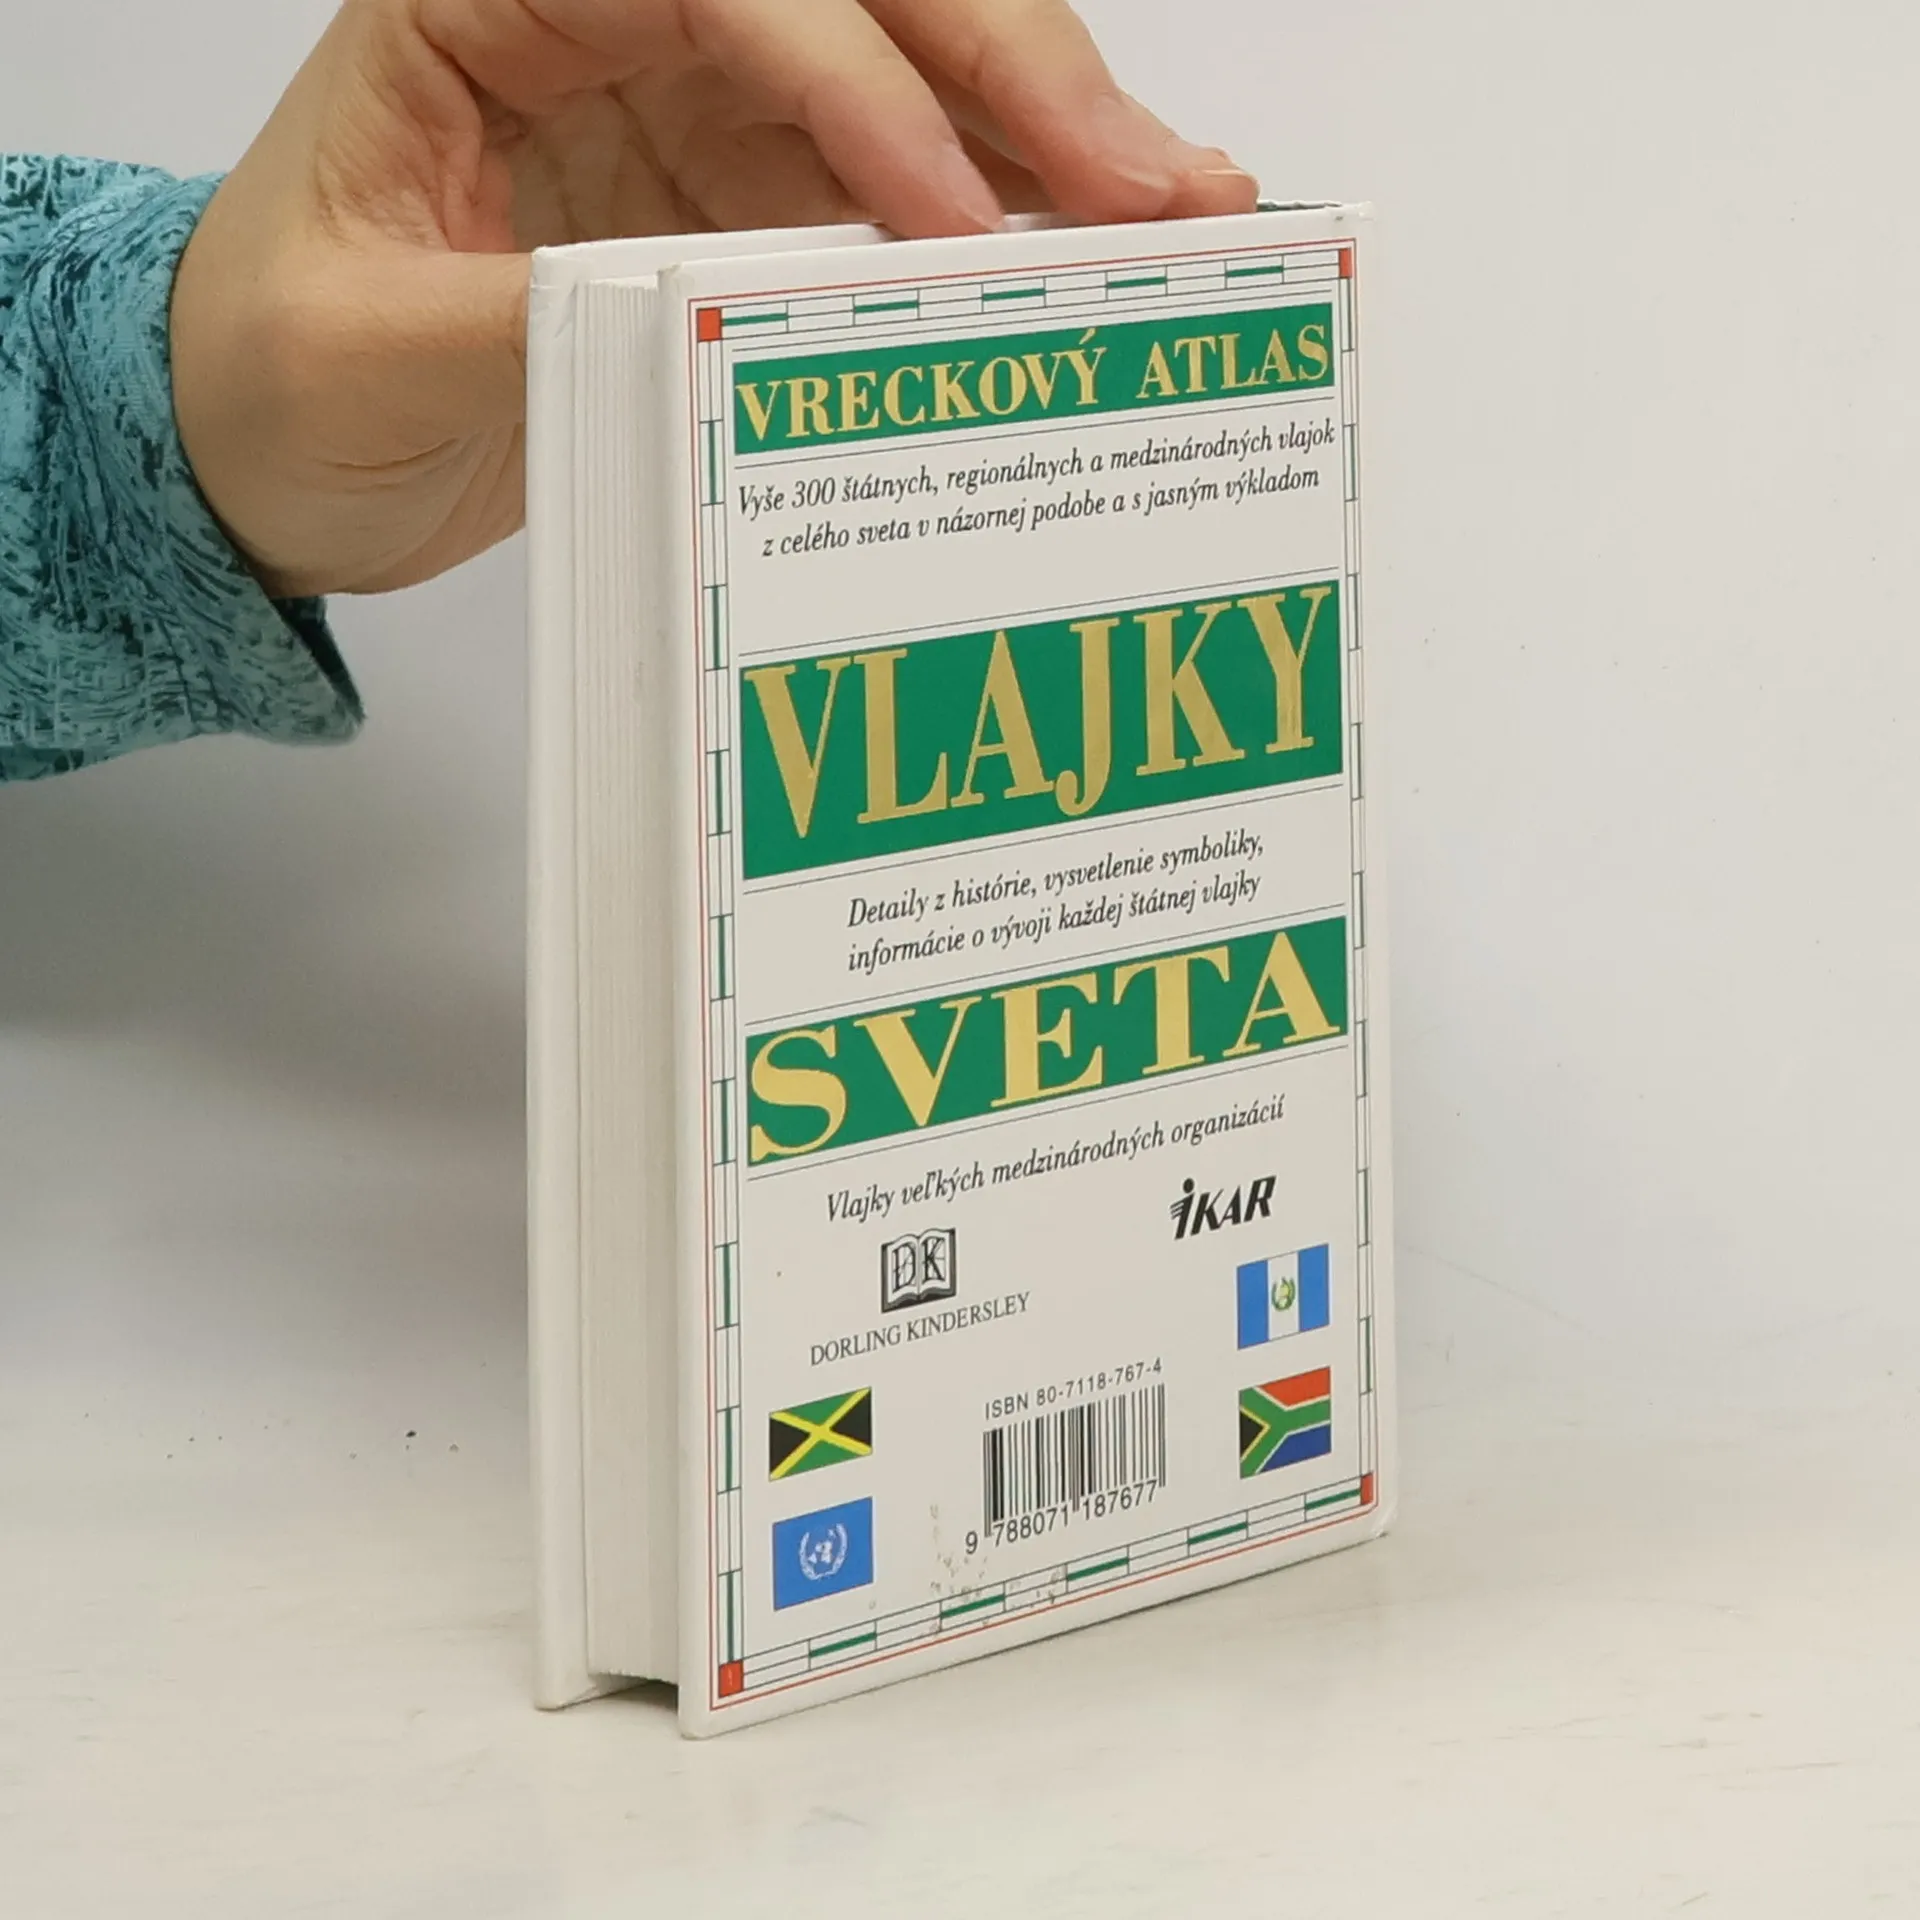 VRECKOVÝ ATLAS
Vyše 300 štátnych, regionálnych a medzinárodných vlajok
z celého sveta v názornej podobe a s jasným výkladom
VLAJKY
Detaily z histórie, vysvetlenie symboliky,
informácie o vývoji každej štátnej vlajky
SVETA
Vlajky veľkých medzinárodných organizácií
IKAR
DK
DORLING KINDERSLEY
ISBN 80-7118-767-4
9 788071 187677